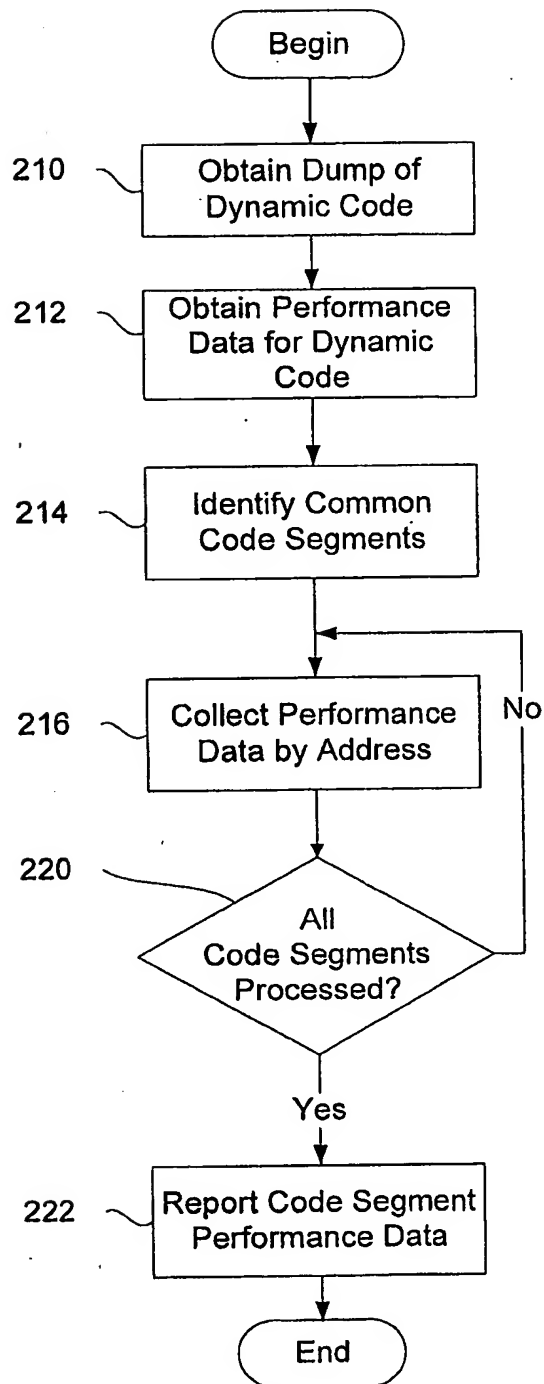 Begin
210
Obtain Dump of
Dynamic Code
212
Obtain Performance
Data for Dynamic
Code
214
Identify Common
Code Segments
216
Collect Performance
Data by Address
No
220
All
Code Segments
Processed?
Yes
222
Report Code Segment
Performance Data
End